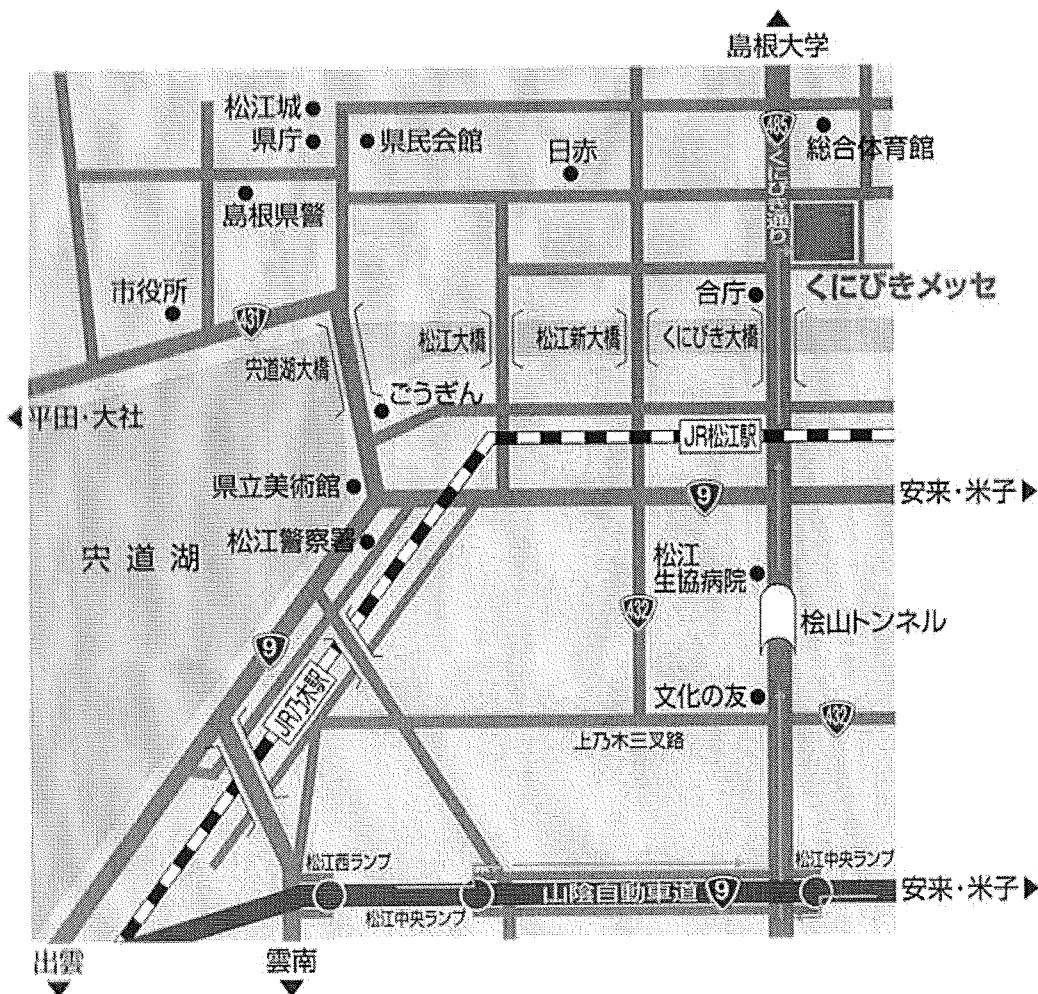 島根大学
松江城
県庁
県民会館
日赤
485
総合体育館
くにびき通り
島根県警
市役所
合庁
くにびきメッセ
431
宍道湖大橋
松江大橋
松江新大橋
くにびき大橋
ごうぎん
平田・大社
JR松江駅
県立美術館
9
安来・米子
松江警察署
宍道湖
松江
生協病院
432
桧山トンネル
9
JR乃木駅
文化の友
432
上乃木三叉路
松江西ランプ
松江中央ランプ
山陰自動車道
9
安来・米子
松江中央ランプ
出雲
雲南